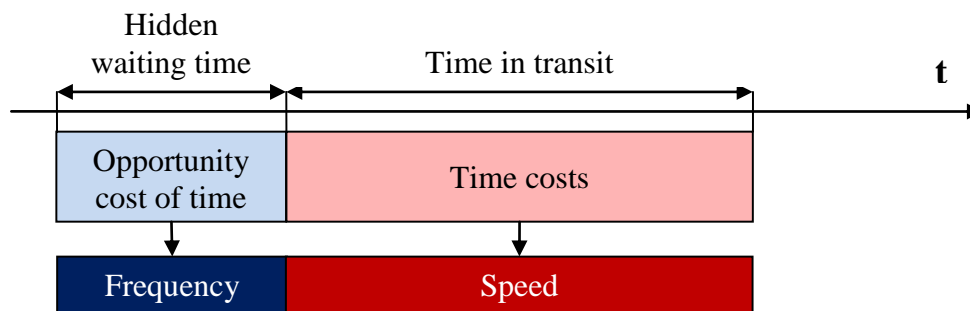 Hidden
waiting time
Time in transit
t
Opportunity
cost of time
Time costs
Frequency
Speed